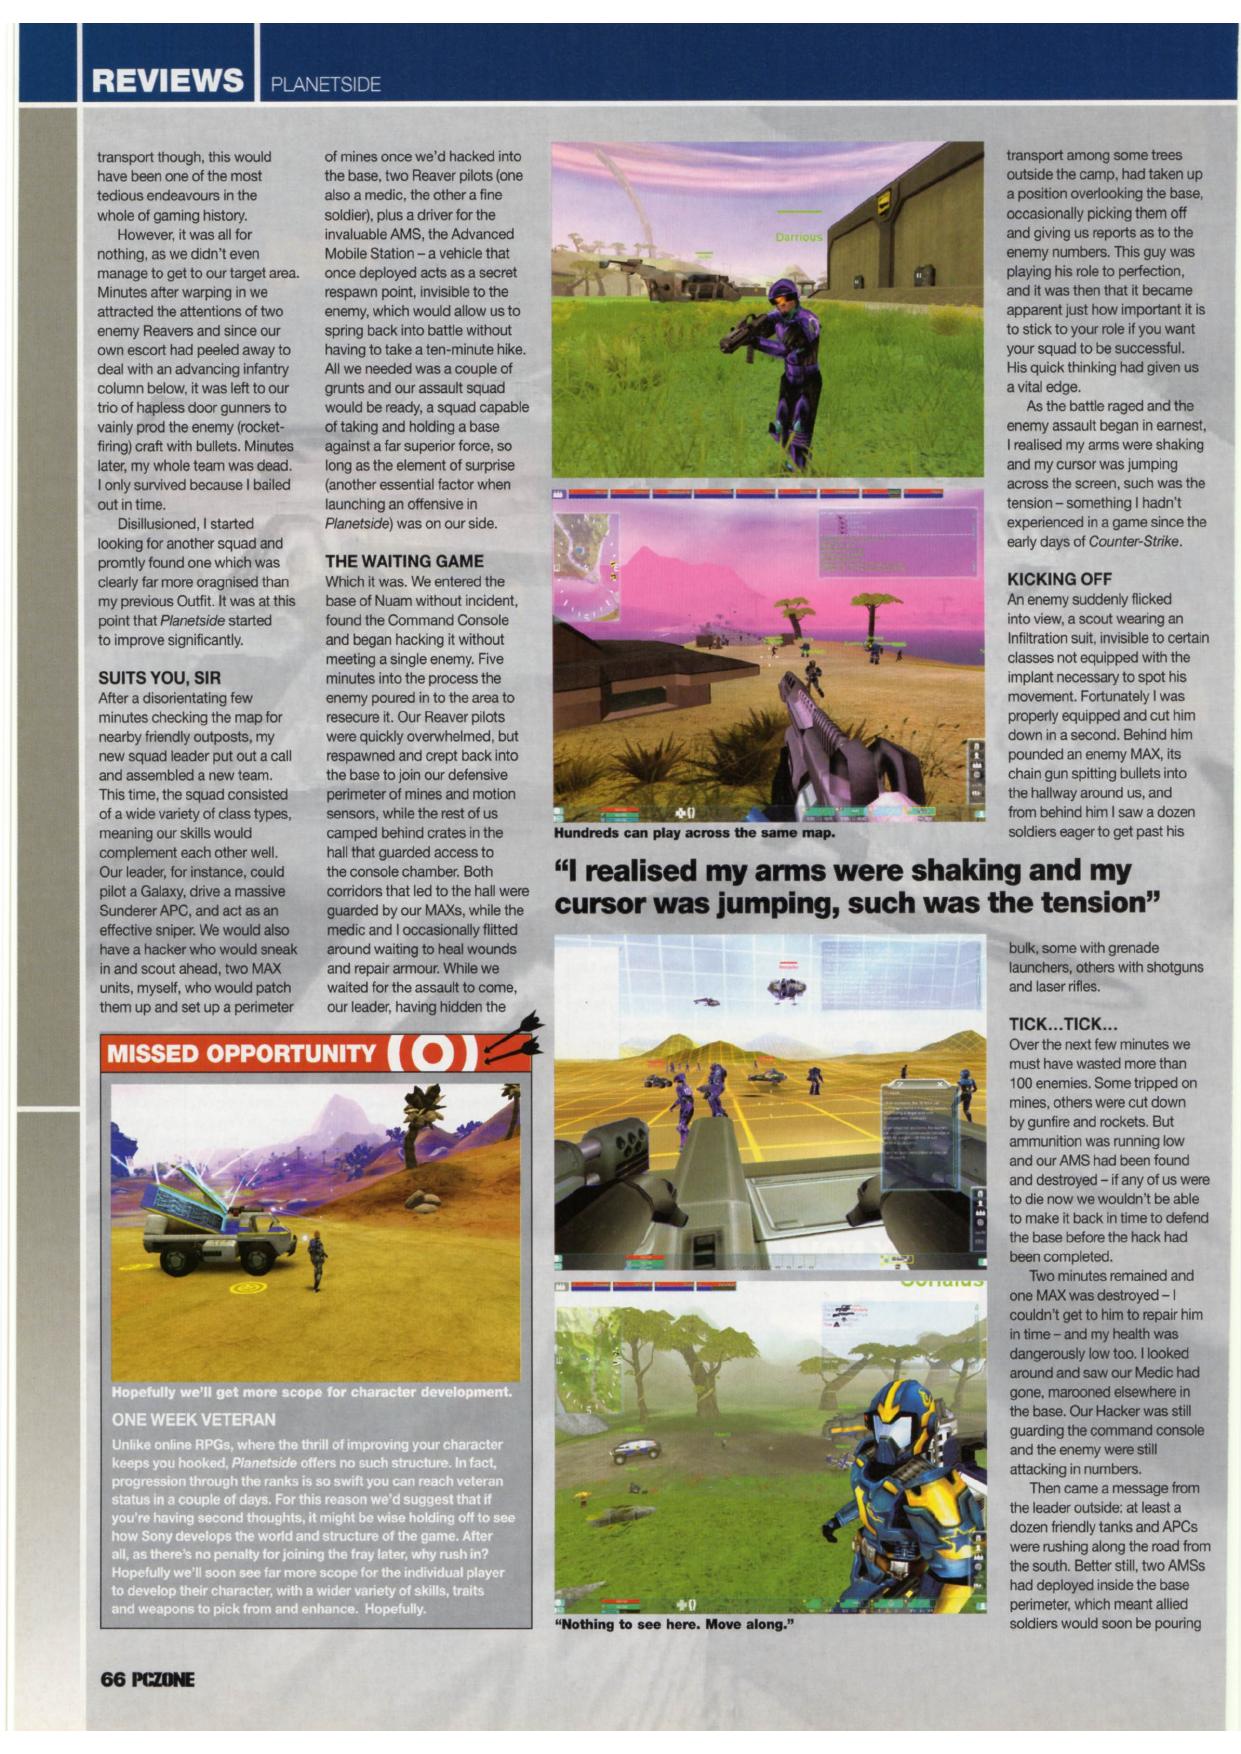 REVIEWS
PLANETSIDE
transport though, this would
have been one of the most
tedious endeavours in the
whole of gaming history.
However, it was all for
nothing, as we didn't even
manage to get to our target area.
Minutes after warping in we
attracted the attentions of two
enemy Reavers and since our
own escort had peeled away to
deal with an advancing infantry
column below, it was left to our
trio of hapless door gunners to
vainly prod the enemy (rocket-
firing) craft with bullets. Minutes
later, my whole team was dead.
I only survived because I bailed
out in time.
Disillusioned, I started
looking for another squad and
promtly found one which was
clearly far more oragnised than
my previous Outfit. It was at this
point that Planetside started
to improve significantly.
SUITS YOU, SIR
After a disorientating few
minutes checking the map for
nearby friendly outposts, my
new squad leader put out a call
and assembled a new team.
This time, the squad consisted
of a wide variety of class types,
meaning our skills would
complement each other well.
Our leader, for instance, could
pilot a Galaxy, drive a massive
Sunderer APC, and act as an
effective sniper. We would also
have a hacker who would sneak
in and scout ahead, two MAX
units, myself, who would patch
them up and set up a perimeter
of mines once we'd hacked into
the base, two Reaver pilots (one
also a medic, the other a fine
soldier), plus a driver for the
invaluable AMS, the Advanced
Mobile Station – a vehicle that
once deployed acts as a secret
respawn point, invisible to the
enemy, which would allow us to
spring back into battle without
having to take a ten-minute hike.
All we needed was a couple of
grunts and our assault squad
would be ready, a squad capable
of taking and holding a base
against a far superior force, so
long as the element of surprise
(another essential factor when
launching an offensive in
Planetside) was on our side.
THE WAITING GAME
Which it was. We entered the
base of Nuam without incident,
found the Command Console
and began hacking it without
meeting a single enemy. Five
minutes into the process the
enemy poured in to the area to
resecure it. Our Reaver pilots
were quickly overwhelmed, but
respawned and crept back into
the base to join our defensive
perimeter of mines and motion
sensors, while the rest of us
camped behind crates in the
hall that guarded access to
the console chamber. Both
corridors that led to the hall were
guarded by our MAXs, while the
medic and I occasionally flitted
around waiting to heal wounds
and repair armour. While we
waited for the assault to come,
our leader, having hidden the
Darrious
Hundreds can play across the same map.
transport among some trees
outside the camp, had taken up
a position overlooking the base,
occasionally picking them off
and giving us reports as to the
enemy numbers. This guy was
playing his role to perfection,
and it was then that it became
apparent just how important it is
to stick to your role if you want
your squad to be successful.
His quick thinking had given us
a vital edge.
As the battle raged and the
enemy assault began in earnest,
I realised my arms were shaking
and my cursor was jumping
across the screen, such was the
tension – something I hadn't
experienced in a game since the
early days of Counter-Strike.
KICKING OFF
An enemy suddenly flicked
into view, a scout wearing an
Infiltration suit, invisible to certain
classes not equipped with the
implant necessary to spot his
movement. Fortunately I was
properly equipped and cut him
down in a second. Behind him
pounded an enemy MAX, its
chain gun spitting bullets into
the hallway around us, and
from behind him I saw a dozen
soldiers eager to get past his
"I realised my arms were shaking and my
cursor was jumping, such was the tension"
bulk, some with grenade
launchers, others with shotguns
and laser rifles.
TICK...TICK...
Over the next few minutes we
must have wasted more than
100 enemies. Some tripped on
mines, others were cut down
by gunfire and rockets. But
ammunition was running low
and our AMS had been found
and destroyed – if any of us were
to die now we wouldn't be able
to make it back in time to defend
the base before the hack had
been completed.
Two minutes remained and
one MAX was destroyed – I
couldn't get to him to repair him
in time – and my health was
dangerously low too. I looked
around and saw our Medic had
gone, marooned elsewhere in
the base. Our Hacker was still
guarding the command console
and the enemy were still
attacking in numbers.
Then came a message from
the leader outside: at least a
dozen friendly tanks and APCs
were rushing along the road from
the south. Better still, two AMSs
had deployed inside the base
perimeter, which meant allied
soldiers would soon be pouring
"Nothing to see here. Move along."
MISSED OPPORTUNITY
Hopefully we'll get more scope for character development.
ONE WEEK VETERAN
Unlike online RPGs, where the thrill of improving your character
keeps you hooked, Planetside offers no such structure. In fact,
progression through the ranks is so swift you can reach veteran
status in a couple of days. For this reason we'd suggest that if
you're having second thoughts, it might be wise holding off to see
how Sony develops the world and structure of the game. After
all, as there's no penalty for joining the fray later, why rush in?
Hopefully we'll soon see far more scope for the individual player
to develop their character, with a wider variety of skills, traits
and weapons to pick from and enhance. Hopefully.
66 PCZONE